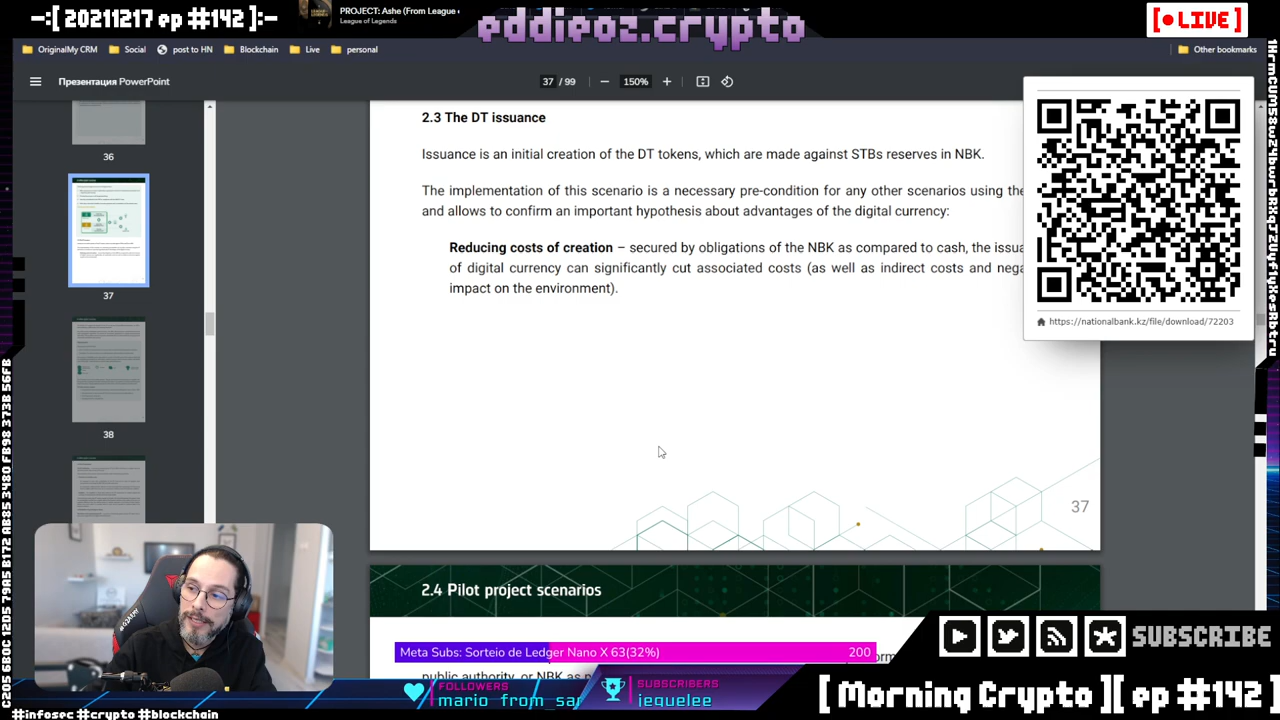 -:[ 20211217 ep #142 ]:-
PROJECT: Ashe (From League
League of Legends
eddieoz.crypto
[ LIVE ]
OriginalMy CRM
Social
post to HN
Blockchain
Live
personal
Other bookmarks
Презентация PowerPoint
37 / 99
150%
36
37
38
2.3 The DT issuance
Issuance is an initial creation of the DT tokens, which are made against STBs reserves in NBK.
The implementation of this scenario is a necessary pre-condition for any other scenarios using the
and allows to confirm an important hypothesis about advantages of the digital currency:
Reducing costs of creation – secured by obligations of the NBK as compared to cash, the issua
of digital currency can significantly cut associated costs (as well as indirect costs and nega
impact on the environment).
37
https://nationalbank.kz/file/download/72203
2.4 Pilot project scenarios
public authority, or NBK as
Meta Subs: Sorteio de Ledger Nano X 63(32%)
200
FOLLOWERS
mario_from_sa
SUBSCRIBERS
ieguelee
SUBSCRIBE
[ Morning Crypto ][ ep #142 ]
#infosec #crypto #blockchain